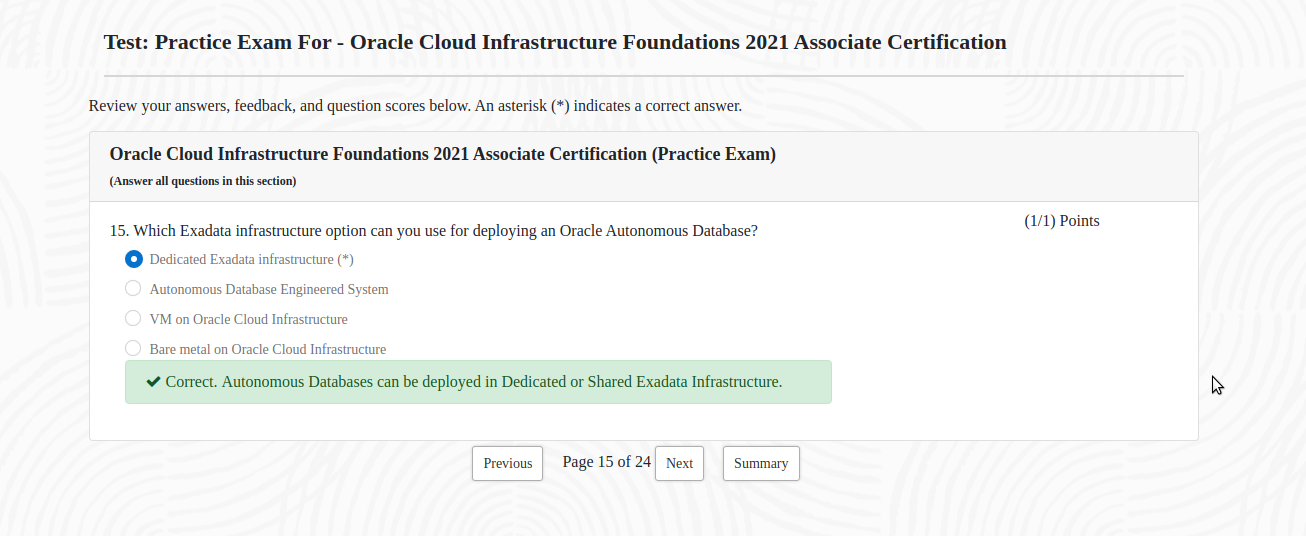 Test: Practice Exam For - Oracle Cloud Infrastructure Foundations 2021 Associate Certification
Review your answers, feedback, and question scores below. An asterisk (*) indicates a correct answer.
Oracle Cloud Infrastructure Foundations 2021 Associate Certification (Practice Exam)
(Answer all questions in this section)
15. Which Exadata infrastructure option can you use for deploying an Oracle Autonomous Database?
(1/1) Points
Dedicated Exadata infrastructure (*)
Autonomous Database Engineered System
VM on Oracle Cloud Infrastructure
Bare metal on Oracle Cloud Infrastructure
Correct. Autonomous Databases can be deployed in Dedicated or Shared Exadata Infrastructure.
Previous Page 15 of 24 Next Summary